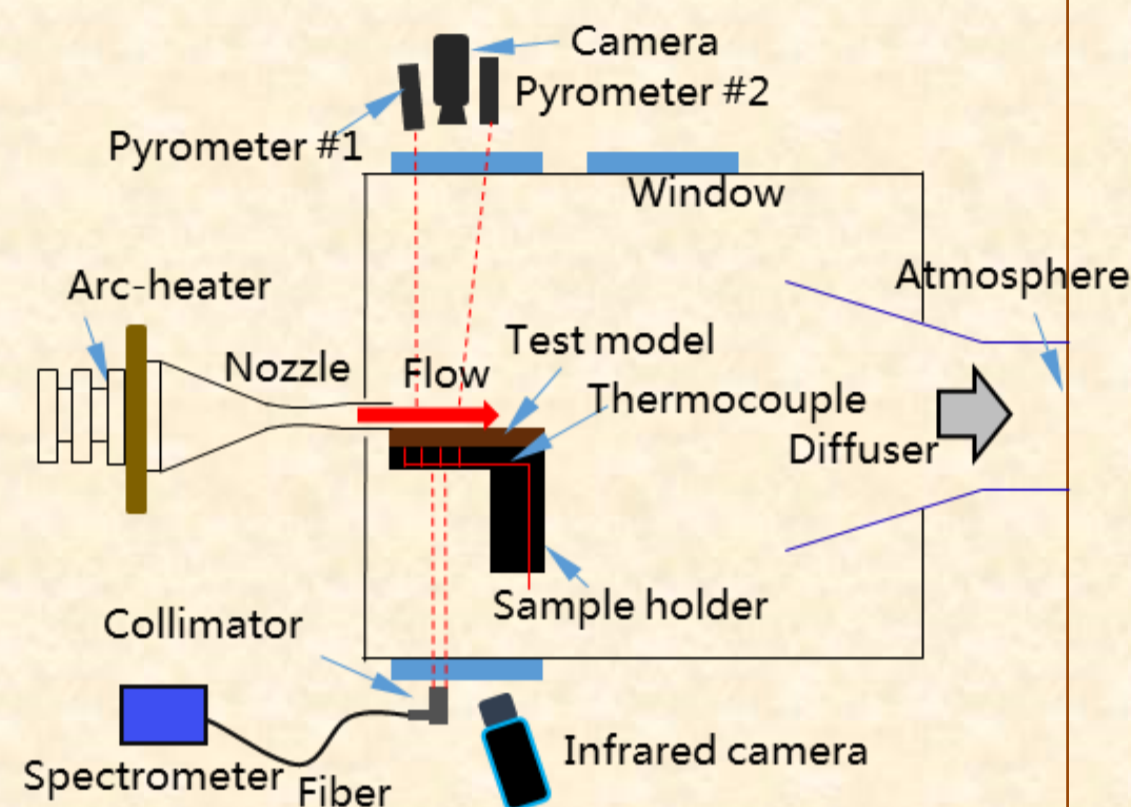 Camera
Pyrometer #2
Pyrometer #1
Window
Arc-heater
Atmosphere
Nozzle
Flow
Test model
Thermocouple
Diffuser
Sample holder
Collimator
Infrared camera
Spectrometer
Fiber